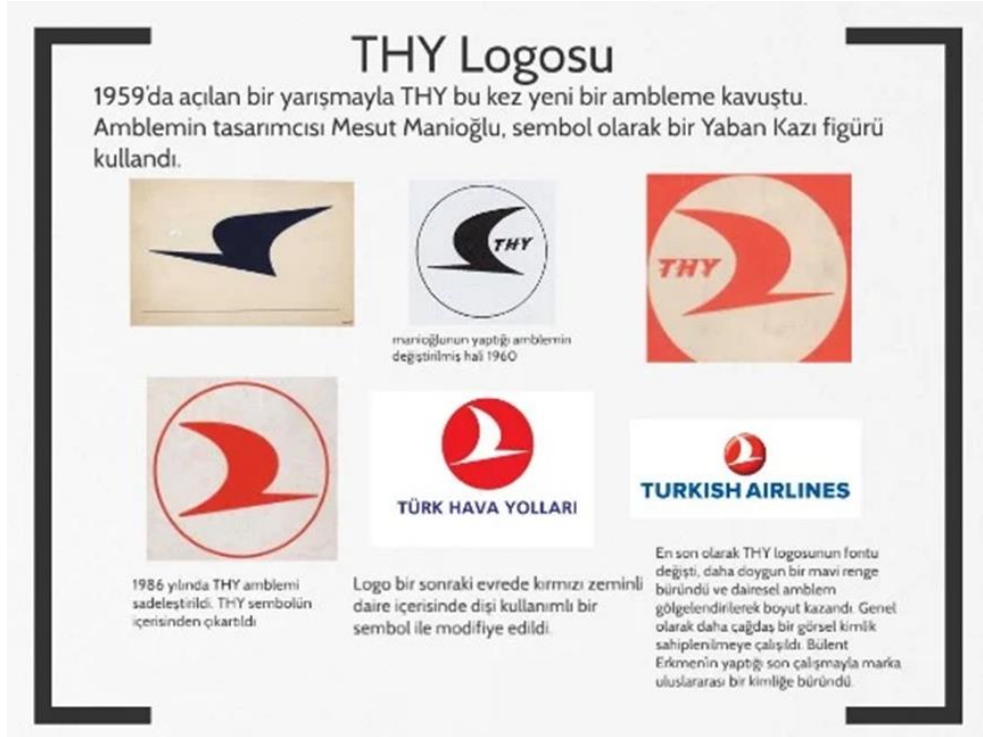 THY Logosu
1959'da açılan bir yarışmayla THY bu kez yeni bir ambleme kavuştu.
Amblemin tasarımcısı Mesut Manioğlu, sembol olarak bir Yaban Kazı figürü
kullandı.
THY
THY
manioğlunun yaptığı amblemin
değiştirilmiş hali 1960
TÜRK HAVA YOLLARI
TURKISH AIRLINES
1986 yılında THY amblemi
sadeleştirildi. THY sembolün
içerisinden çıkartıldı
Logo bir sonraki evrede kırmızı zeminli
daire içerisinde dişi kullanımlı bir
sembol ile modifiye edildi.
En son olarak THY logosunun fontu
değişti, daha doygun bir mavi renge
büründü ve dairesel amblem
gölgelendirilerek boyut kazandı. Genel
olarak daha çağdaş bir görsel kimlik
sahiplenilmeye çalışıldı. Bülent
Erkmen'in yaptığı son çalışmayla marka
uluslararası bir kimliğe büründü.